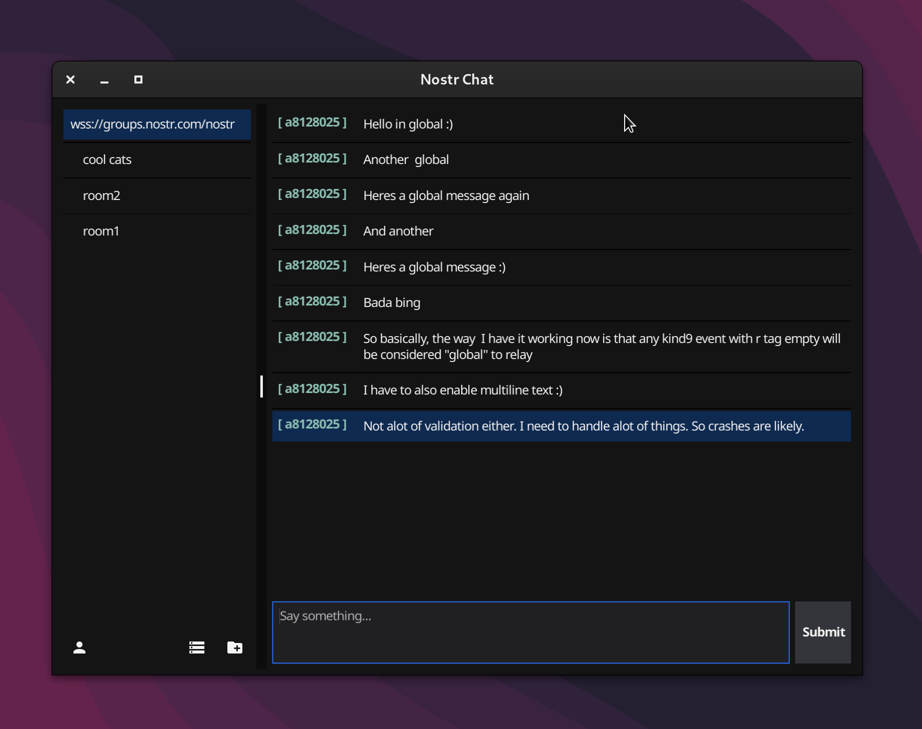 Nostr Chat
wss://groups.nostr.com/nostr
cool cats
room2
room1
[ a8128025 ] Hello in global :)
[ a8128025 ] Another  global
[ a8128025 ] Heres a global message again
[ a8128025 ] And another
[ a8128025 ] Heres a global message :)
[ a8128025 ] Bada bing
[ a8128025 ] So basically, the way  I have it working now is that any kind9 event with r tag empty will
be considered "global" to relay
[ a8128025 ] I have to also enable multiline text :)
[ a8128025 ] Not alot of validation either. I need to handle alot of things. So crashes are likely.
Say something...
Submit